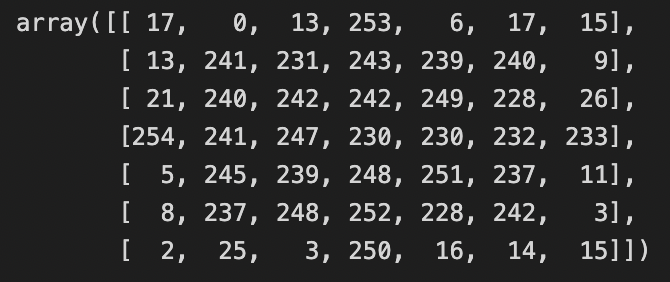 array([[ 17,   0,  13, 253,   6,  17,  15],
       [ 13, 241, 231, 243, 239, 240,   9],
       [ 21, 240, 242, 242, 249, 228,  26],
       [254, 241, 247, 230, 230, 232, 233],
       [  5, 245, 239, 248, 251, 237,  11],
       [  8, 237, 248, 252, 228, 242,   3],
       [  2,  25,   3, 250,  16,  14,  15]])